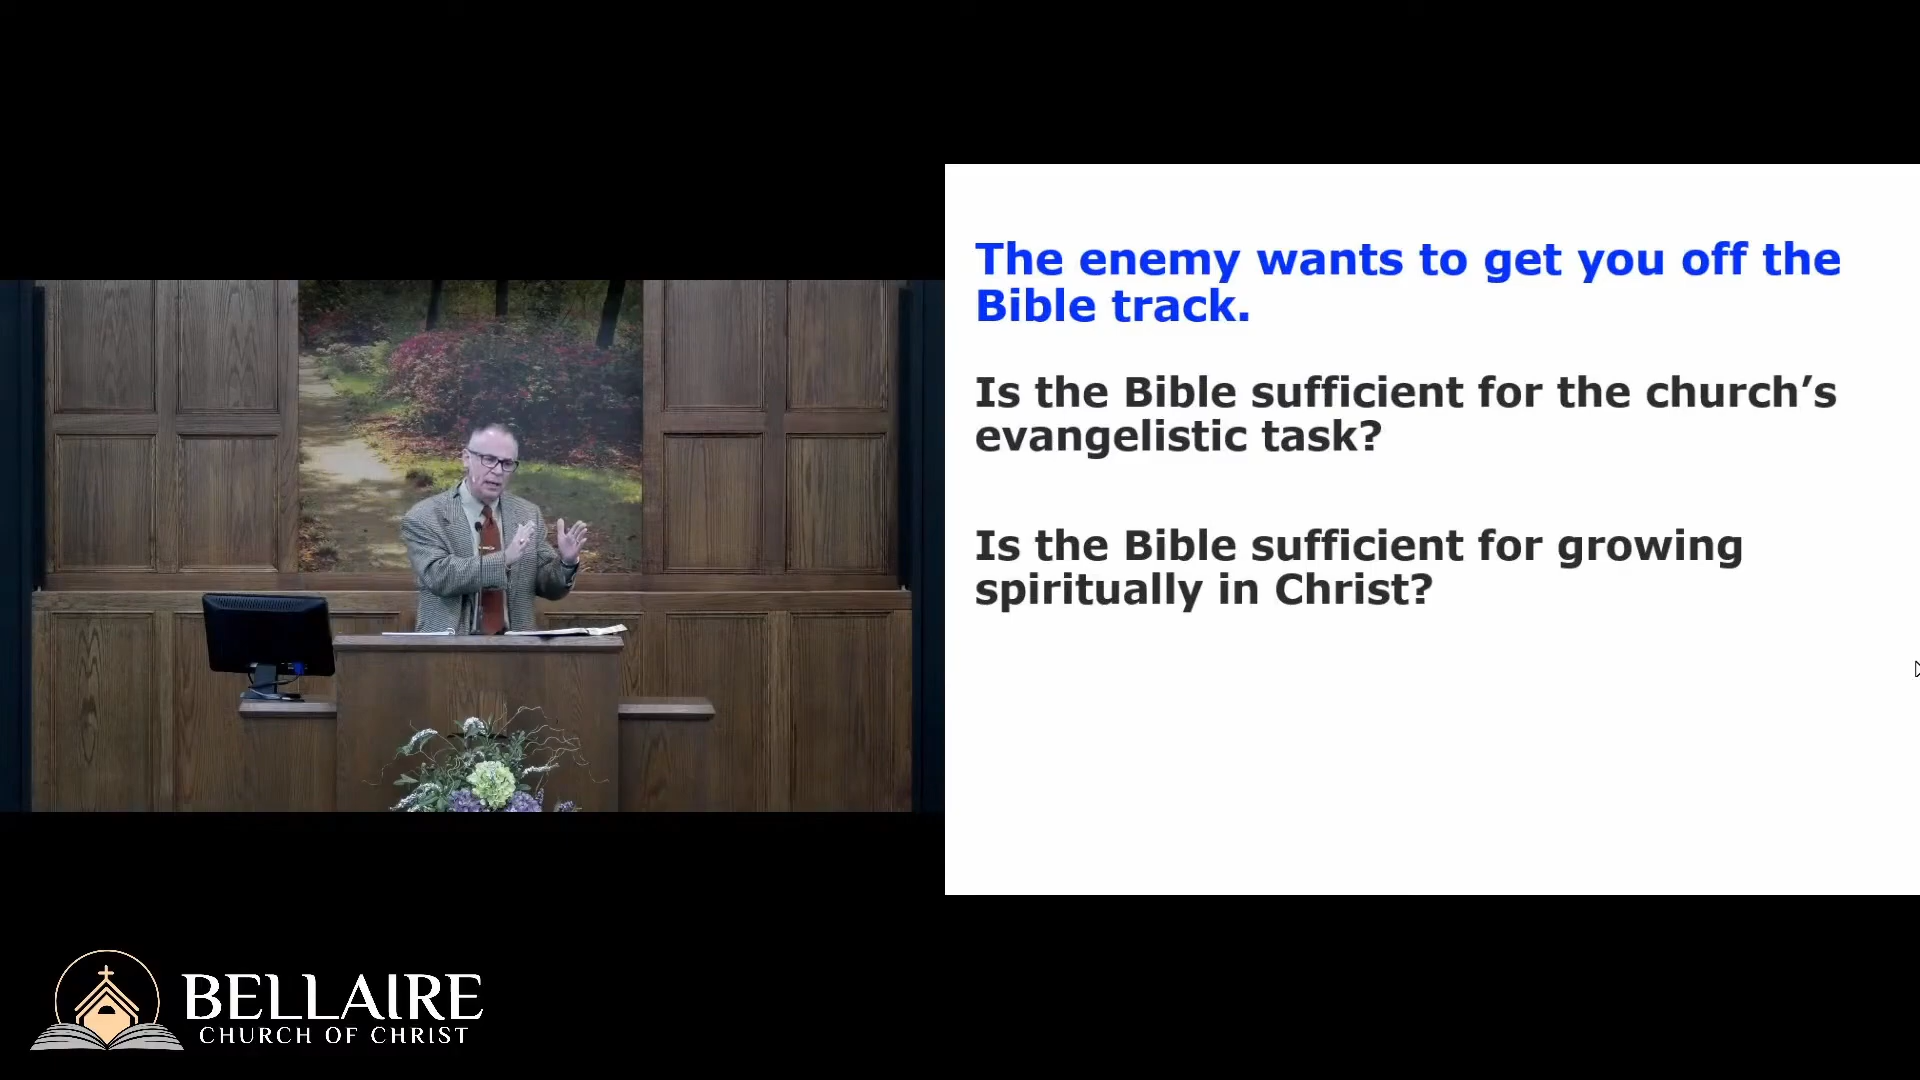 The enemy wants to get you off the
Bible track.
Is the Bible sufficient for the church’s
evangelistic task?
Is the Bible sufficient for growing
spiritually in Christ?
BELLAIRE
CHURCH OF CHRIST